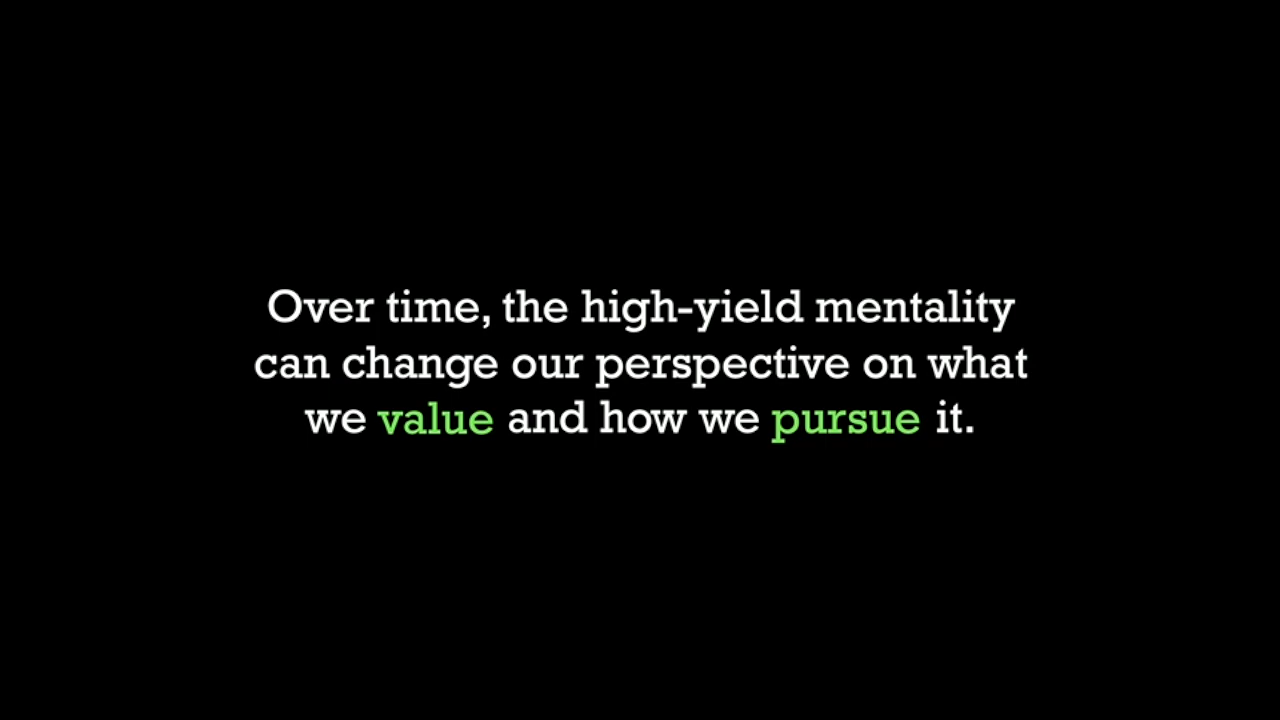 Over time, the high-yield mentality
can change our perspective on what
we value and how we pursue it.